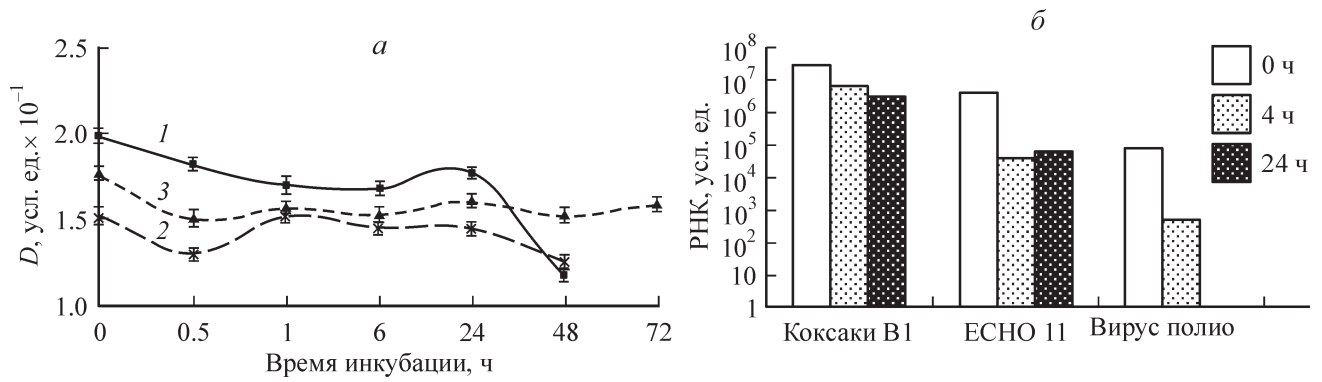 а
D, усл. ед.× 10⁻¹
2.5
2.0
1.5
1.0
1
3
2
0
0.5
1
6
24
48
72
Время инкубации, ч
б
РНК, усл. ед.
10⁸
10⁷
10⁶
10⁵
10⁴
10³
10²
10
1
Коксаки В1
ЕСНО 11
Вирус полио
0 ч
4 ч
24 ч